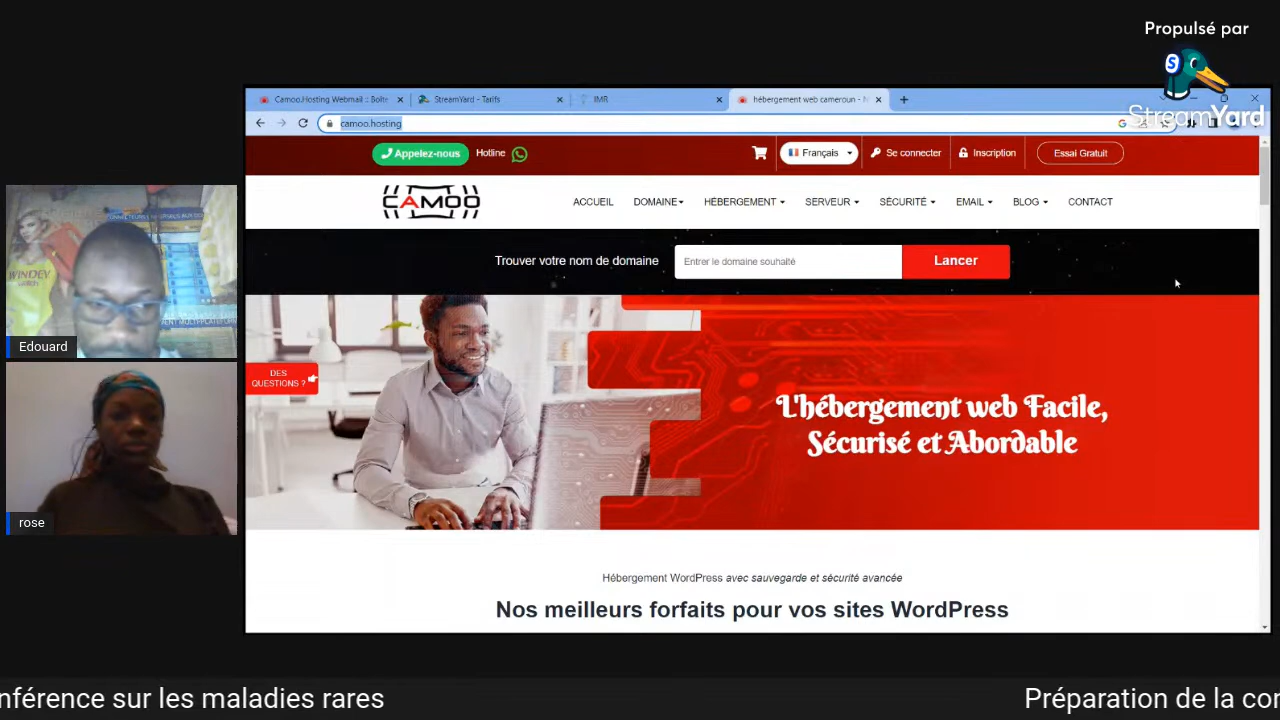 Propulsé par
StreamYard
Camoo.Hosting Webmail :: Boîte
StreamYard - Tarifs
IMR
hébergement web cameroun -
camoo.hosting
Appelez-nous
Hotline
Français
Se connecter
Inscription
Essai Gratuit
CAMOO
ACCUEIL
DOMAINE
HÉBERGEMENT
SERVEUR
SÉCURITÉ
EMAIL
BLOG
CONTACT
Trouver votre nom de domaine
Entrer le domaine souhaité
Lancer
WINDEV
Edouard
DES
QUESTIONS ?
L'hébergement web Facile,
Sécurisé et Abordable
rose
Hébergement WordPress avec sauvegarde et sécurité avancée
Nos meilleurs forfaits pour vos sites WordPress
nférence sur les maladies rares
Préparation de la con